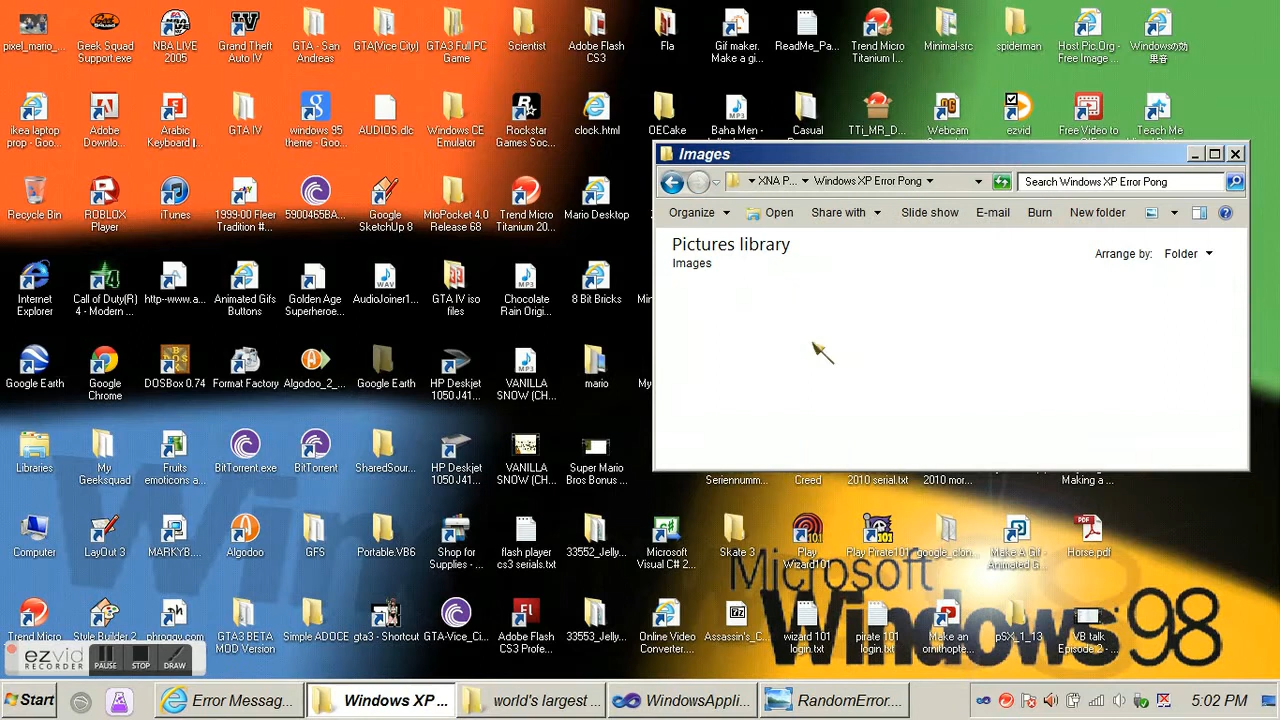 pixel_mario_...
Geek Squad
Support.exe
NBA LIVE
2005
Grand Theft
Auto IV
GTA - San
Andreas
GTA(Vice City)
GTA3 Full PC
Game
Scientist
Adobe Flash
CS3
Fla
Gif maker.
Make a gi...
ReadMe_Pa...
Trend Micro
Titanium I...
Minimal-src
spiderman
Host Pic.Org -
Free Image ...
Windowsの効
果音
ikea laptop
prop - Goo...
Adobe
Downlo...
Arabic
Keyboard |...
GTA IV
windows 95
theme - Goo...
AUDIOS.dlc
Windows CE
Emulator
Rockstar
Games Soc...
clock.html
OECake
Baha Men -
Casual
TTi_MR_D...
Webcam
ezvid
Free Video to
Teach Me
Recycle Bin
ROBLOX
Player
iTunes
1999-00 Fleer
Tradition #...
5900465BA...
Google
SketchUp 8
MioPocket 4.0
Release 68
Trend Micro
Titanium 20...
Mario Desktop
Images
XNA P...
Windows XP Error Pong
Search Windows XP Error Pong
Organize
Open
Share with
Slide show
E-mail
Burn
New folder
Pictures library
Images
Arrange by:
Folder
Internet
Explorer
Call of Duty(R)
4 - Modern ...
http--www.a...
Animated Gifs
Buttons
Golden Age
Superheroe...
AudioJoiner1...
GTA IV iso
files
Chocolate
Rain Origi...
8 Bit Bricks
Google Earth
Google
Chrome
DOSBox 0.74
Format Factory
Algodoo_2_...
Google Earth
HP Deskjet
1050 J41...
VANILLA
SNOW (CH...
mario
Libraries
My
Geeksquad
Fruits
emoticons a...
BitTorrent.exe
BitTorrent
SharedSour...
HP Deskjet
1050 J41...
VANILLA
SNOW (CH...
Super Mario
Bros Bonus ...
Seriennumm...
Creed
2010 serial.txt
2010 mor...
Making a ...
Computer
LayOut 3
MARKYB....
Algodoo
GFS
Portable.VB6
Shop for
Supplies - ...
flash player
cs3 serials.txt
33552_Jelly...
Microsoft
Visual C# 2...
Skate 3
Play
Wizard101
Play Pirate101
google_clon...
Make A Gif -
Animated G...
Horse.pdf
Microsoft
Windows 98
Trend Micro
Style Builder 2
phropgy.com
GTA3 BETA
MOD Version
Simple ADOCE
gta3 - Shortcut
GTA-Vice_Ci...
Adobe Flash
CS3 Profe...
33553_Jelly...
Online Video
Converter....
Assassin's_C...
wizard 101
login.txt
pirate 101
login.txt
Make an
ornithopte...
pSX_1_13
VB talk
Episode 2 - ...
ezvid
RECORDER
PAUSE
STOP
DRAW
Start
Error Messag...
Windows XP ...
world's largest ...
WindowsAppli...
RandomError...
5:02 PM